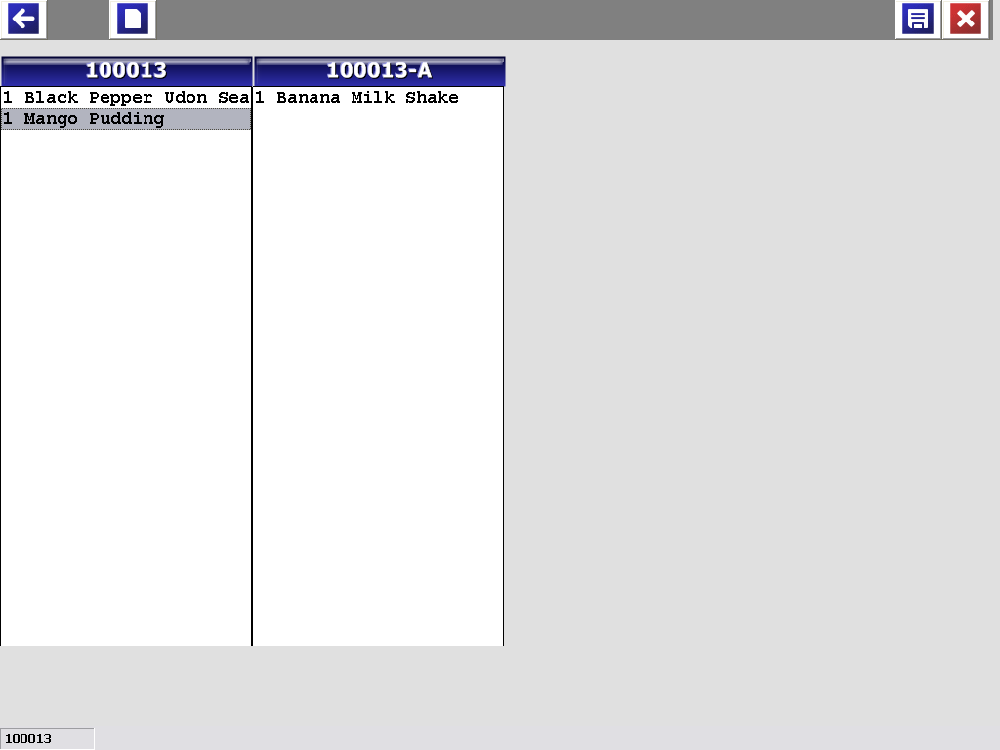 100013 100013-A
1 Black Pepper Udon Sea 1 Banana Milk Shake
1 Mango Pudding
100013